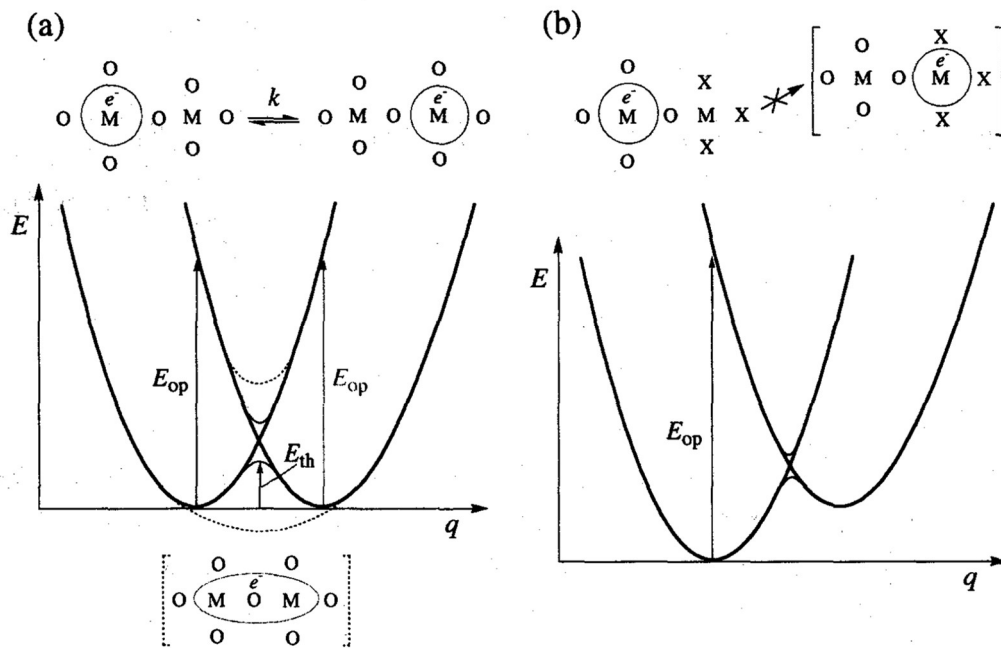 (a)
O O
O e⁻ M O M O
O O
k
O O
O M O e⁻ M O
O O
E
E_op
E_op
E_th
q
O e⁻ O
O M O M O
O O
(b)
O X
O e⁻ M O M X
O X
O X
O M O e⁻ M X
O X
E
E_op
q